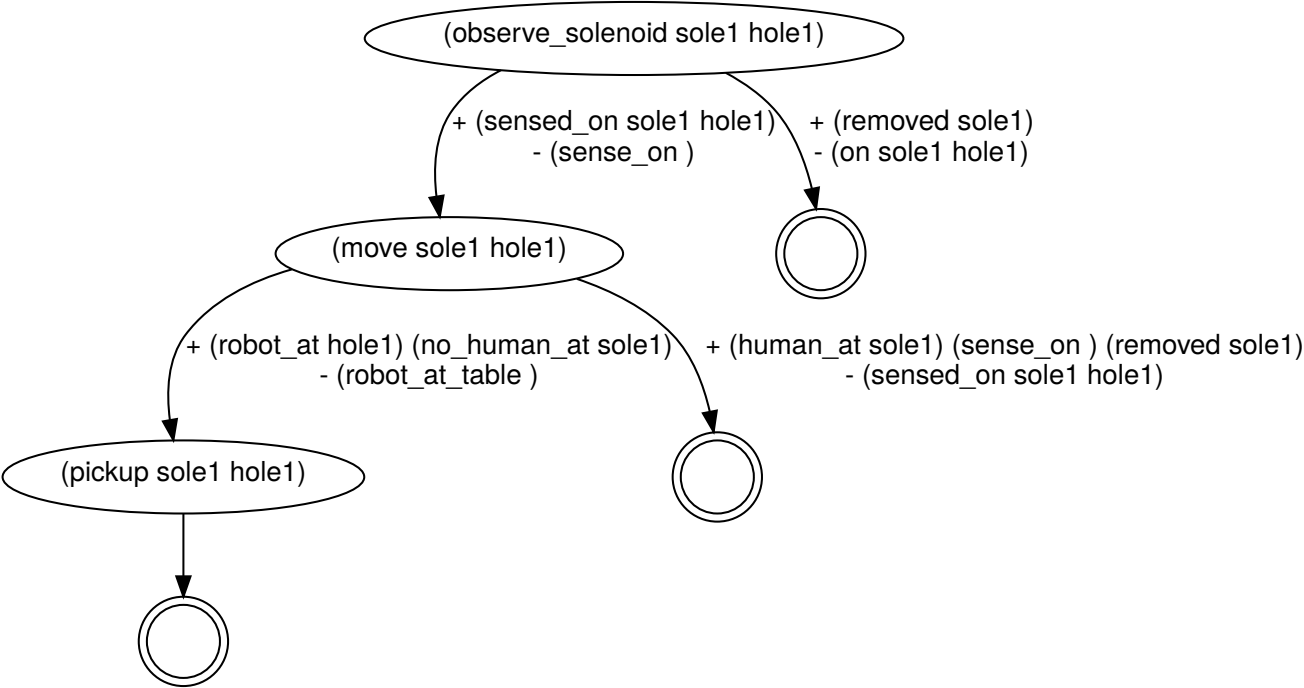 (observe_solenoid sole1 hole1)
+ (sensed_on sole1 hole1)
- (sense_on )
+ (removed sole1)
- (on sole1 hole1)
(move sole1 hole1)
+ (robot_at hole1) (no_human_at sole1)
- (robot_at_table )
+ (human_at sole1) (sense_on ) (removed sole1)
- (sensed_on sole1 hole1)
(pickup sole1 hole1)